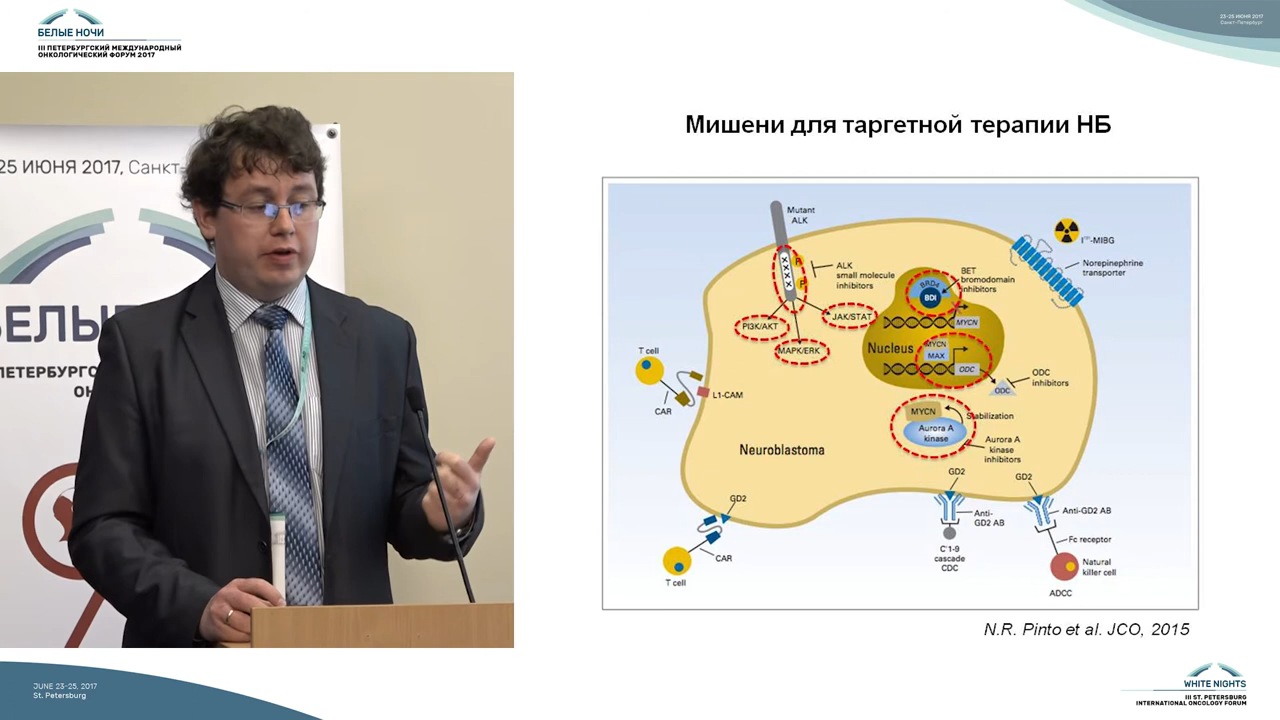 БЕЛЫЕ НОЧИ
III ПЕТЕРБУРГСКИЙ МЕЖДУНАРОДНЫЙ
ОНКОЛОГИЧЕСКИЙ ФОРУМ 2017
23-25 ИЮНЯ 2017
Санкт-Петербург
25 ИЮНЯ 2017, Санкт-
БЕЛЫ
ПЕТЕРБУРГС
ОН
Мишени для таргетной терапии НБ
Mutant
ALK
P
P
ALK
small molecule
inhibitors
PI3K/AKT
JAK/STAT
MAPK/ERK
BRD4
BDI
BET
bromodomain
inhibitors
MYCN
Nucleus
MYCN
MAX
ODC
ODC
ODC
inhibitors
I¹³¹-MIBG
Norepinephrine
transporter
T cell
CAR
L1-CAM
MYCN
Stabilization
Aurora A
kinase
Aurora A
kinase
inhibitors
Neuroblastoma
GD2
CAR
T cell
GD2
Anti-
GD2 AB
C'1-9
cascade
CDC
GD2
Anti-GD2 AB
Fc receptor
Natural
killer cell
ADCC
N.R. Pinto et al. JCO, 2015
JUNE 23-25, 2017
St. Petersburg
WHITE NIGHTS
III ST. PETERSBURG
INTERNATIONAL ONCOLOGY FORUM